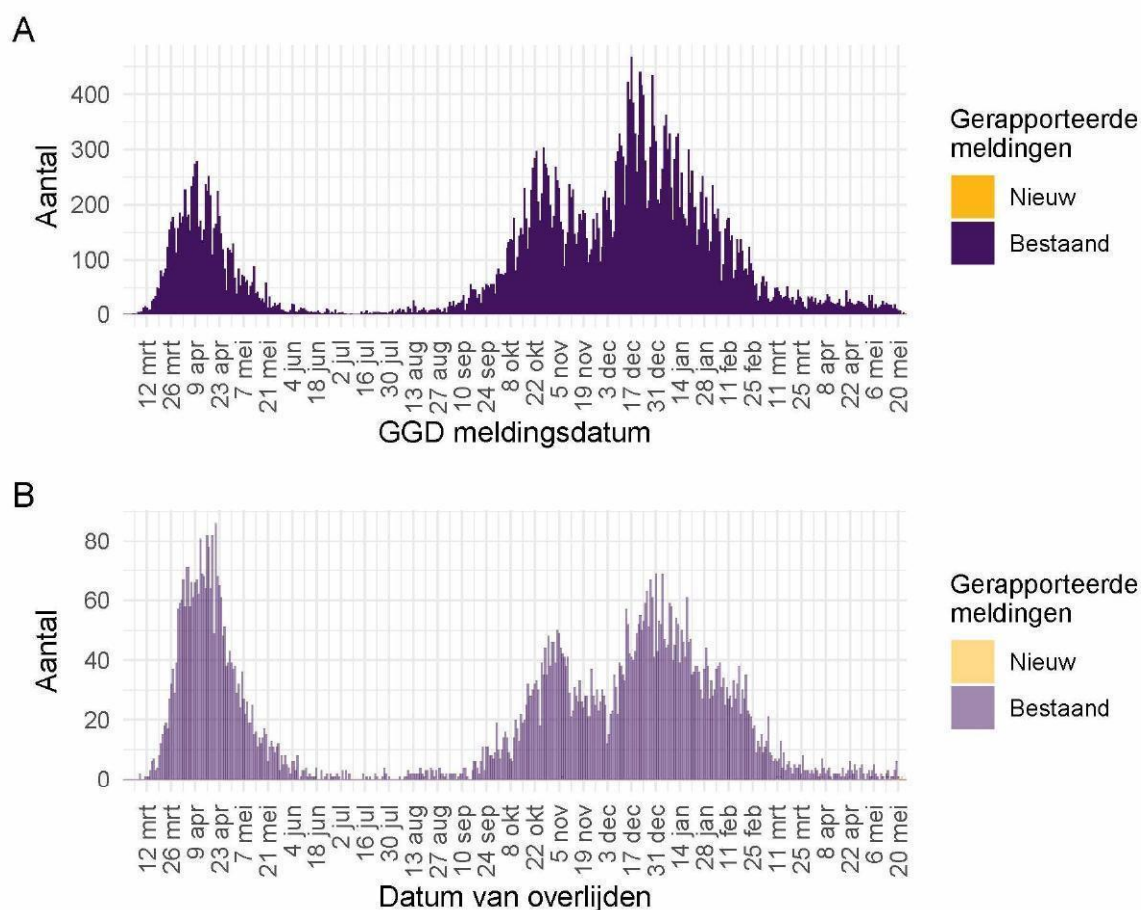 A
Aantal
400
300
200
100
0
12 mrt
26 mrt
9 apr
23 apr
7 mei
21 mei
4 jun
18 jun
2 jul
16 jul
30 jul
13 aug
27 aug
10 sep
24 sep
8 okt
22 okt
5 nov
19 nov
3 dec
17 dec
31 dec
14 jan
28 jan
11 feb
25 feb
11 mrt
25 mrt
8 apr
22 apr
6 mei
20 mei
GGD meldingsdatum
Gerapporteerde
meldingen
Nieuw
Bestaand
B
Aantal
80
60
40
20
0
12 mrt
26 mrt
9 apr
23 apr
7 mei
21 mei
4 jun
18 jun
2 jul
16 jul
30 jul
13 aug
27 aug
10 sep
24 sep
8 okt
22 okt
5 nov
19 nov
3 dec
17 dec
31 dec
14 jan
28 jan
11 feb
25 feb
11 mrt
25 mrt
8 apr
22 apr
6 mei
20 mei
Datum van overlijden
Gerapporteerde
meldingen
Nieuw
Bestaand